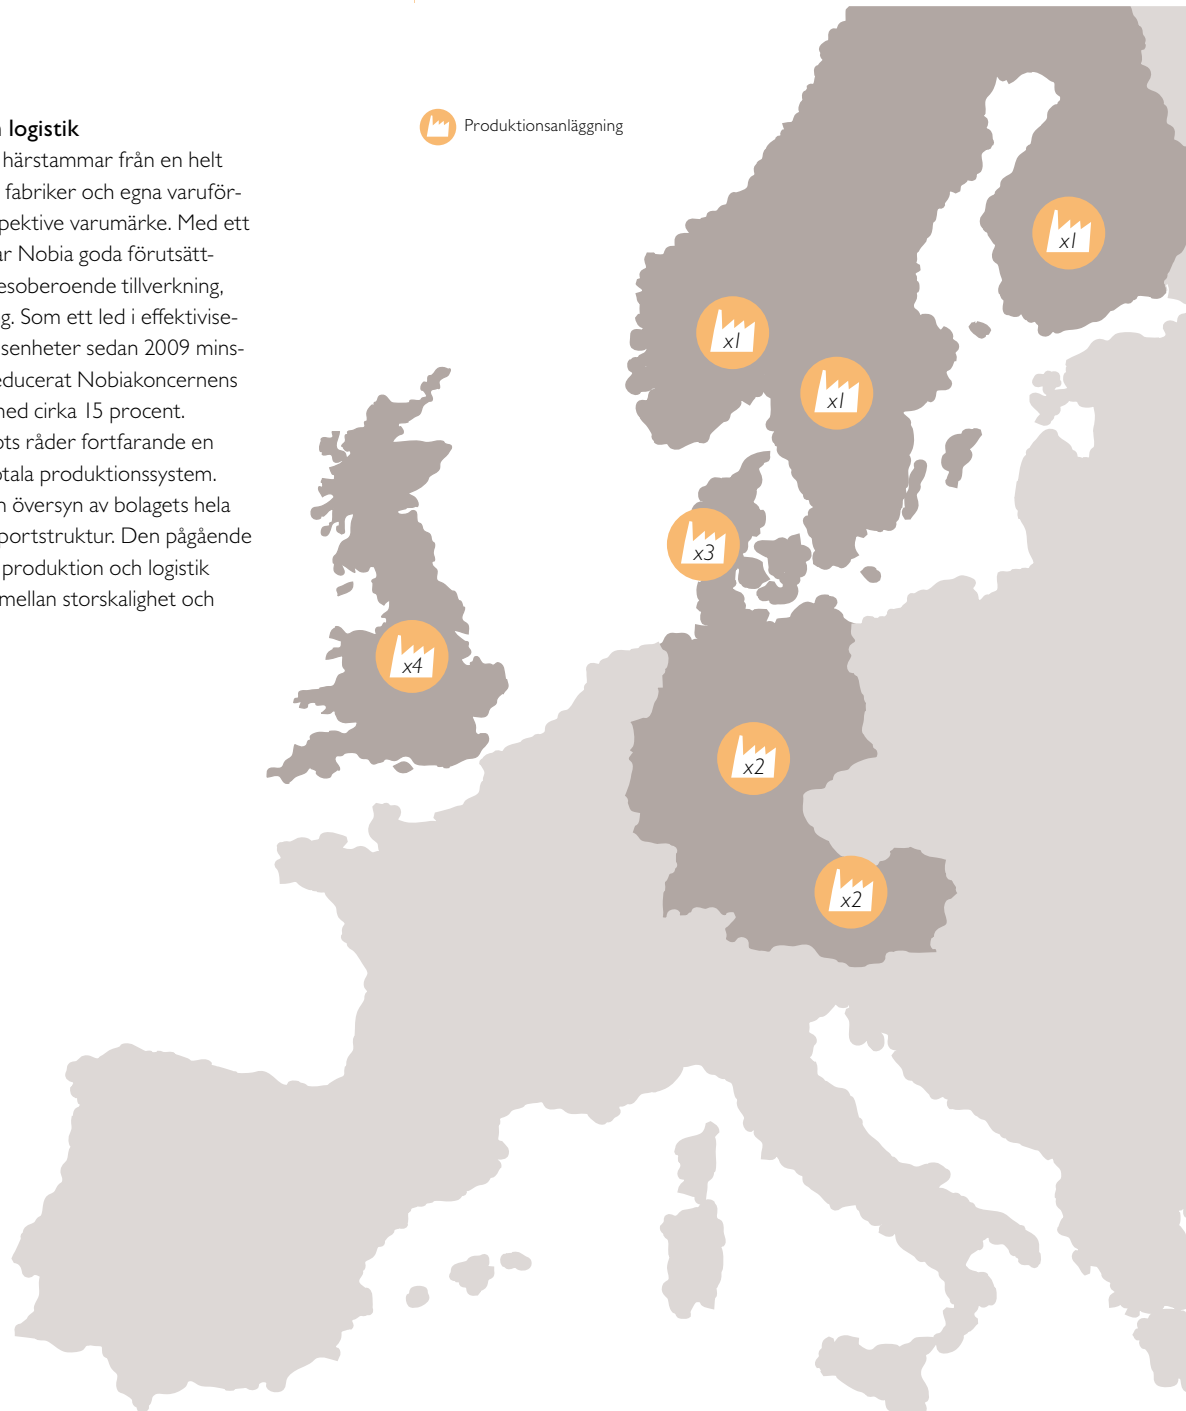 logistik
härstammar från en helt
fabriker och egna varuför-
pektive varumärke. Med ett
ar Nobia goda förutsätt-
esoberoende tillverkning,
g. Som ett led i effektivise-
senheter sedan 2009 mins-
educerat Nobiakoncernens
med cirka 15 procent.
ots råder fortfarande en
otala produktionssystem.
n översyn av bolagets hela
portstruktur. Den pågående
produktion och logistik
mellan storskalighet och
Produktionsanläggning
x1
x1
x1
x3
x4
x2
x2